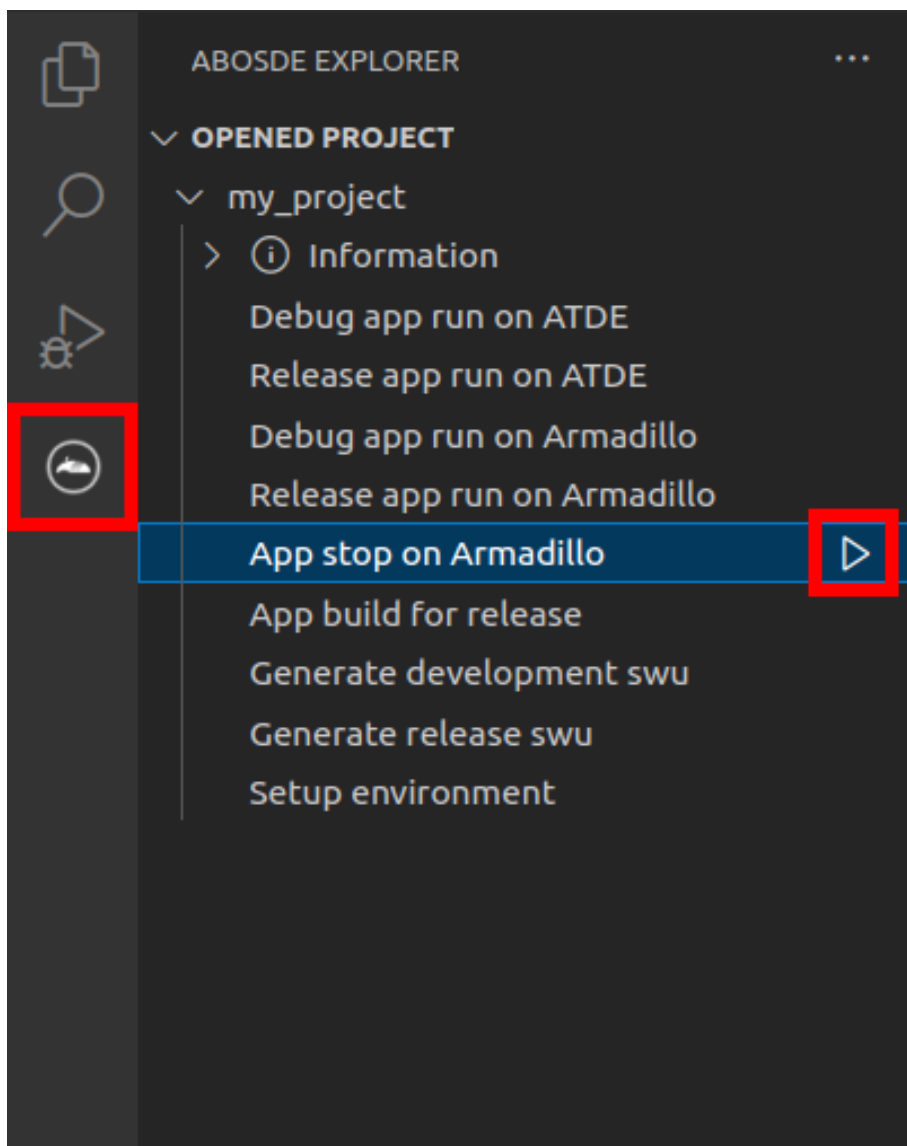 ABOSDE EXPLORER
OPENED PROJECT
my_project
Information
Debug app run on ATDE
Release app run on ATDE
Debug app run on Armadillo
Release app run on Armadillo
App stop on Armadillo
App build for release
Generate development swu
Generate release swu
Setup environment